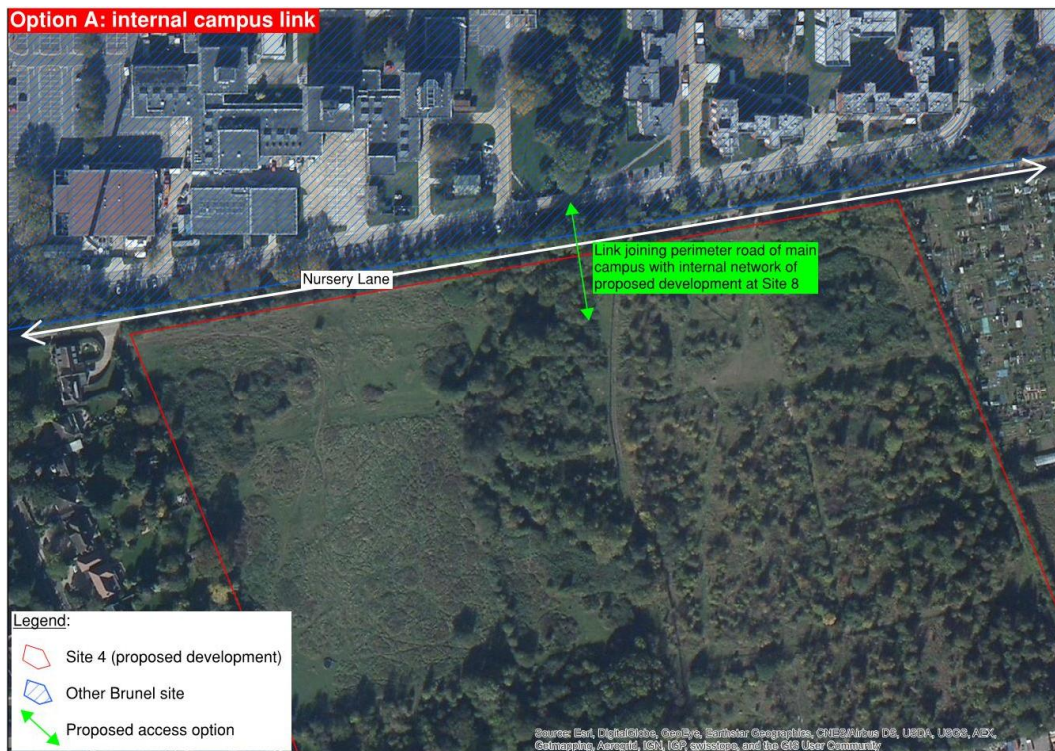 Option A: internal campus link
Link joining perimeter road of main
campus with internal network of
proposed development at Site 8
Nursery Lane
Legend:
Site 4 (proposed development)
Other Brunel site
Proposed access option
Source: Esri, DigitalGlobe, GeoEye, Earthstar Geographics, CNES/Airbus DS, USDA, USGS, AEX,
Getmapping, Aerogrid, IGN, IGP, swisstopo, and the GIS User Community